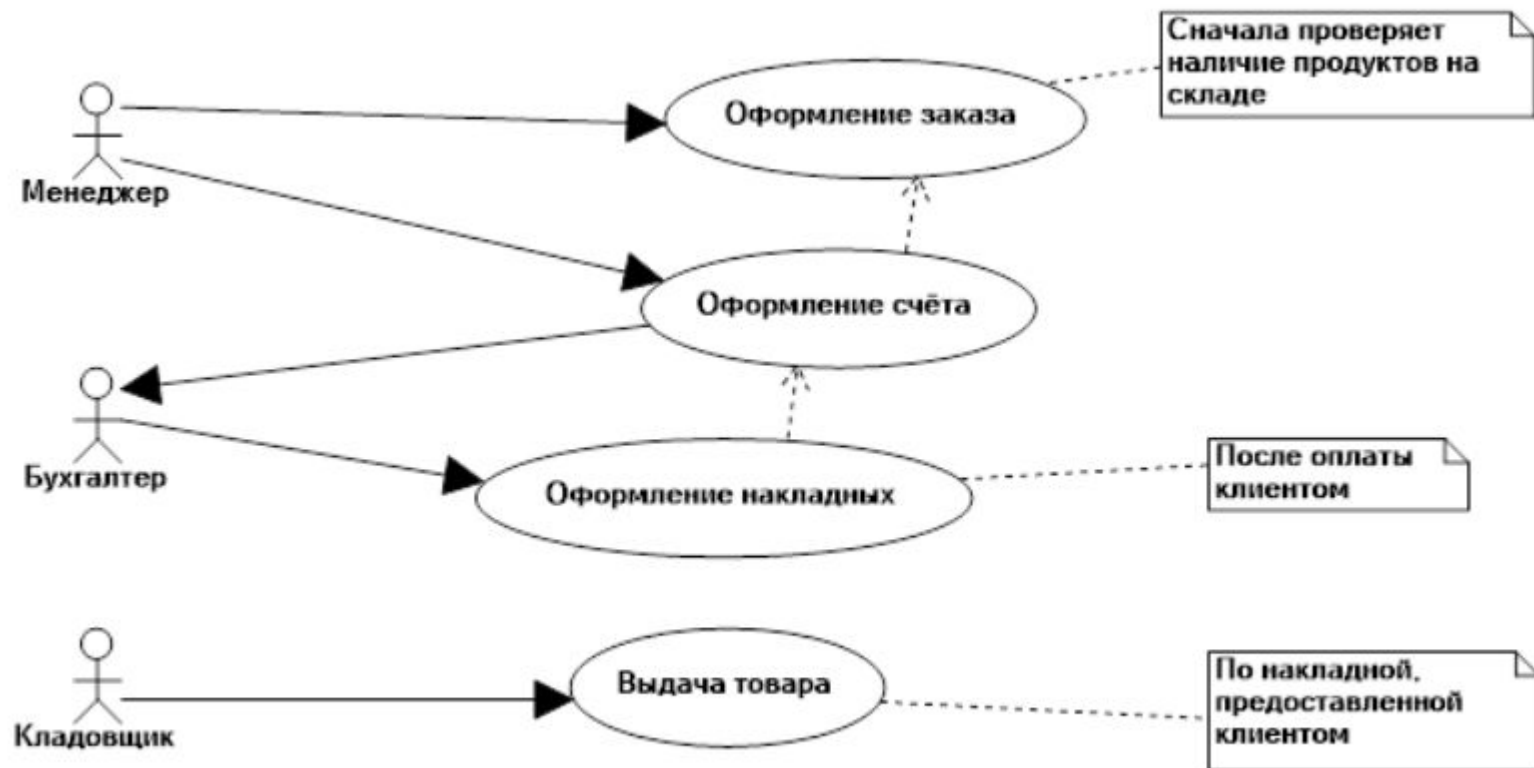 Сначала проверяет
наличие продуктов на
складе
Оформление заказа
Менеджер
Оформление счёта
Бухгалтер
Оформление накладных
После оплаты
клиентом
Выдача товара
Кладовщик
По накладной,
предоставленной
клиентом